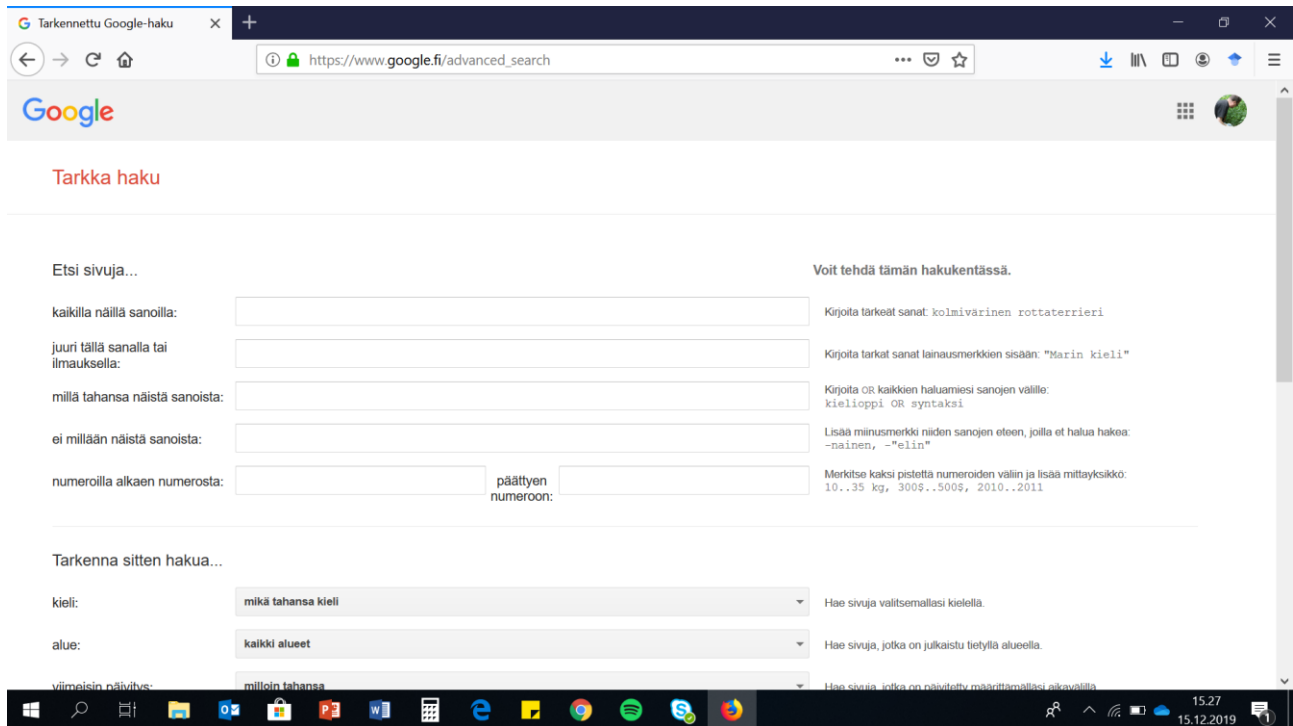 Tarkennettu Google-haku
https://www.google.fi/advanced_search
Google
Tarkka haku
Etsi sivuja...
Voit tehdä tämän hakukentässä.
kaikilla näillä sanoilla:
Kirjoita tärkeät sanat: kolmivärinen rottaterrieri
juuri tällä sanalla tai
ilmauksella:
Kirjoita tarkat sanat lainausmerkkien sisään: "Marin kieli"
millä tahansa näistä sanoista:
Kirjoita OR kaikkien haluamiesi sanojen välille:
kielioppi OR syntaksi
ei millään näistä sanoista:
Lisää miinusmerkki niiden sanojen eteen, joilla et halua hakea:
-nainen, -"elin"
numeroilla alkaen numerosta:
päättyen
numeroon:
Merkitse kaksi pistettä numeroiden väliin ja lisää mittayksikkö:
10..35 kg, 300$..500$, 2010..2011
Tarkenna sitten hakua...
kieli:
mikä tahansa kieli
Hae sivuja valitsemallasi kielellä.
alue:
kaikki alueet
Hae sivuja, jotka on julkaistu tietyllä alueella.
viimeisin päivitys:
milloin tahansa
Hae sivuja, jotka on päivitetty määrittämälläsi aikavälillä.
15.27
15.12.2019